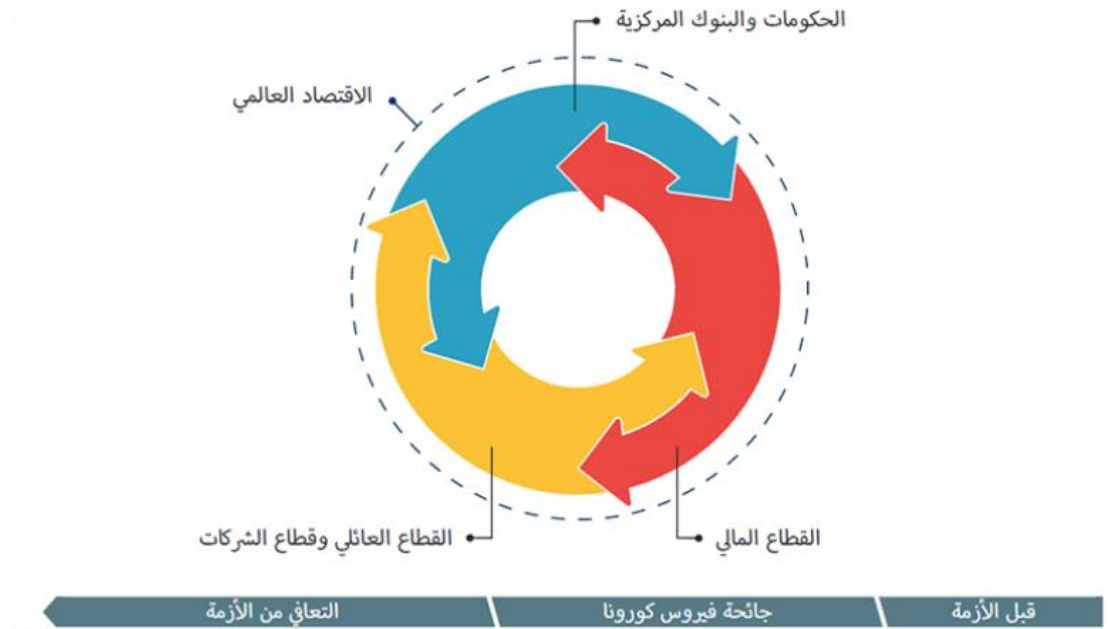 الحكومات والبنوك المركزية
الاقتصاد العالمي
القطاع المالي
القطاع العائلي وقطاع الشركات
قبل الأزمة
جائحة فيروس كورونا
التعافي من الأزمة